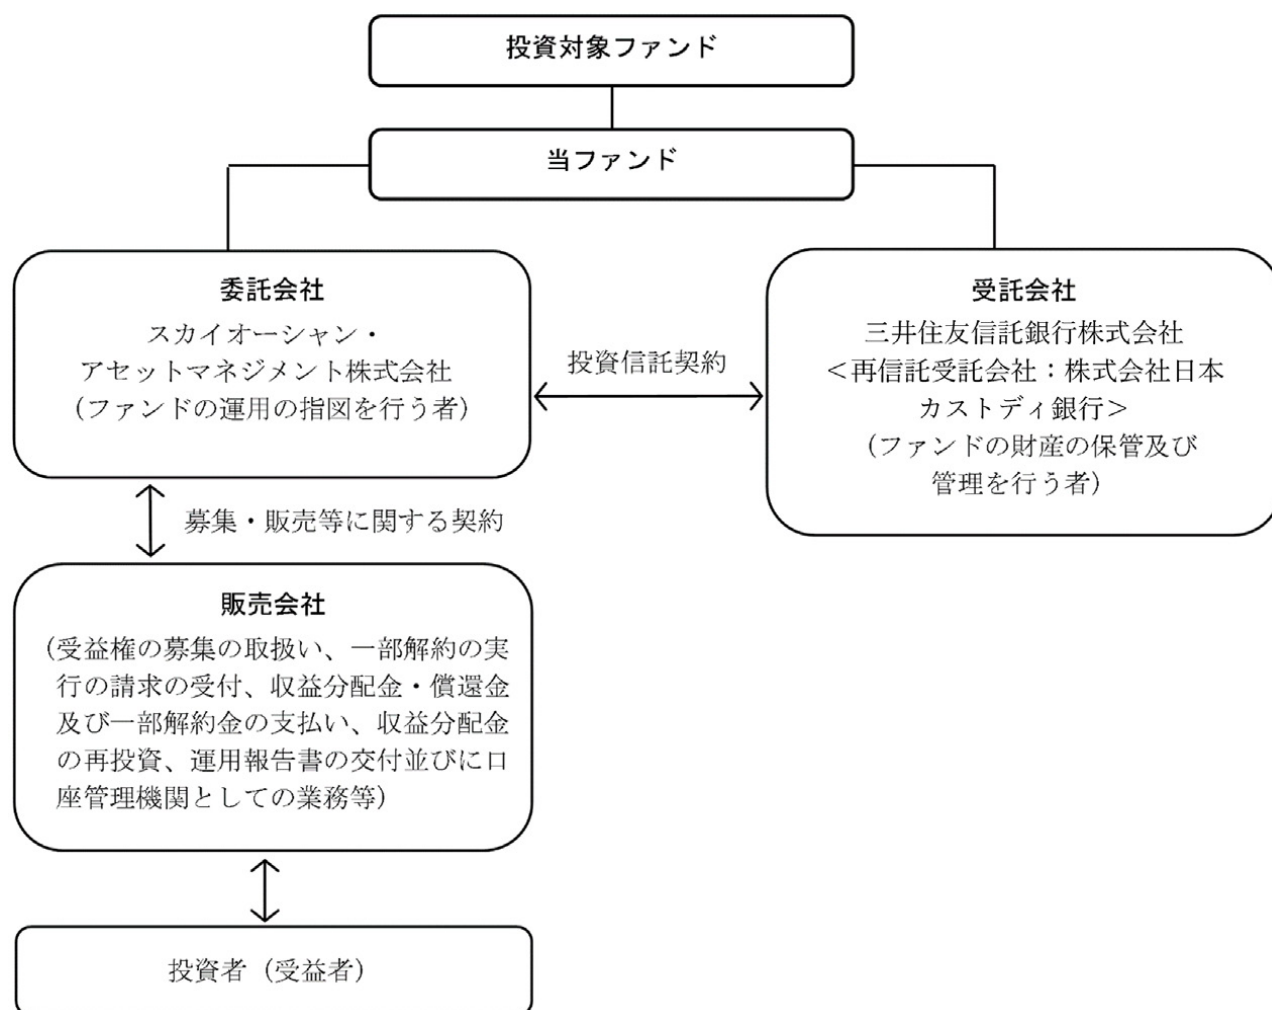 投資対象ファンド
当ファンド
委託会社
スカイオーシャン・
アセットマネジメント株式会社
（ファンドの運用の指図を行う者）
投資信託契約
受託会社
三井住友信託銀行株式会社
＜再信託受託会社：株式会社日本
カストディ銀行＞
（ファンドの財産の保管及び
管理を行う者）
募集・販売等に関する契約
販売会社
（受益権の募集の取扱い、一部解約の実
行の請求の受付、収益分配金・償還金
及び一部解約金の支払い、収益分配金
の再投資、運用報告書の交付並びに口
座管理機関としての業務等）
投資者（受益者）